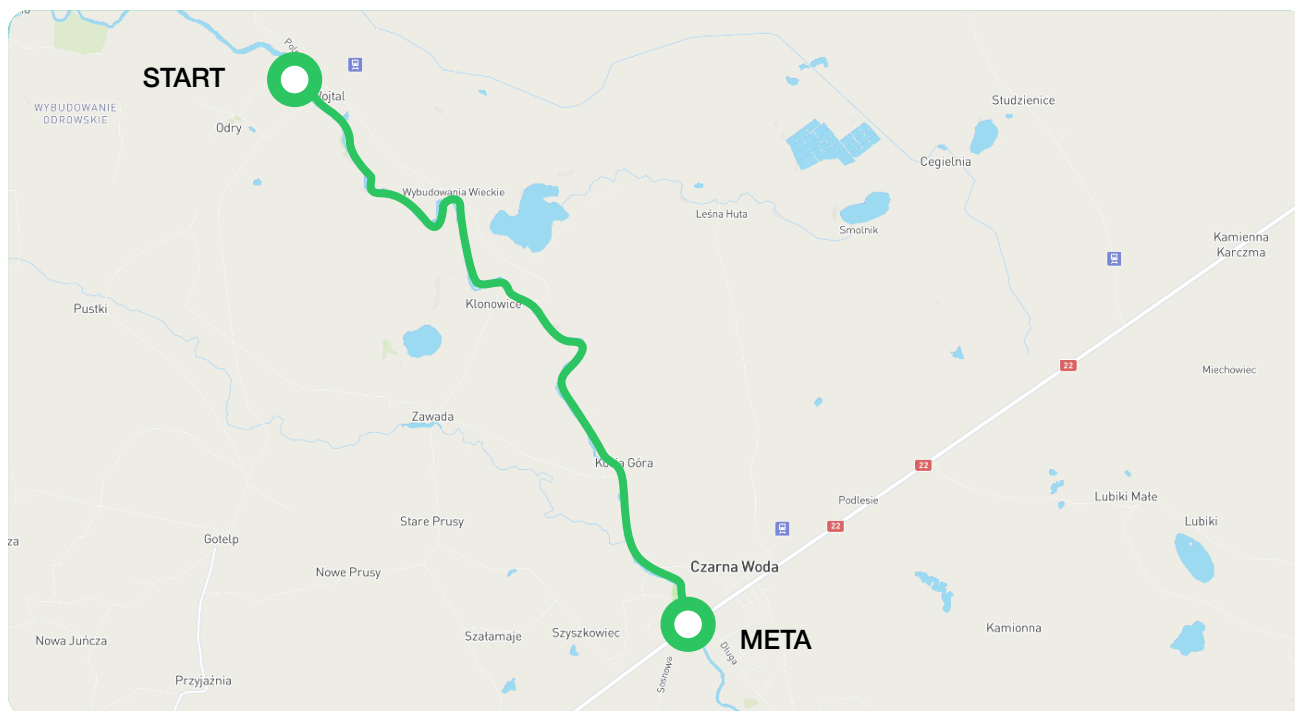 START
Wojtal
WYBUDOWANIE
ODROWSKIE
Odry
Studzienice
Cegielnia
Wybudowania Wieckie
Leśna Huta
Smolnik
Kamienna
Karczma
Pustki
Klonowice
22
Miechowiec
Zawada
22
Góra
Lubiki Małe
Podlesie
Stare Prusy
22
Lubiki
za
Gotelp
Czarna Woda
Nowe Prusy
Kamionna
Szałamaje
Szyszkowiec
META
Nowa Juńcza
Długa
Sosnowa
Przyjaźnia